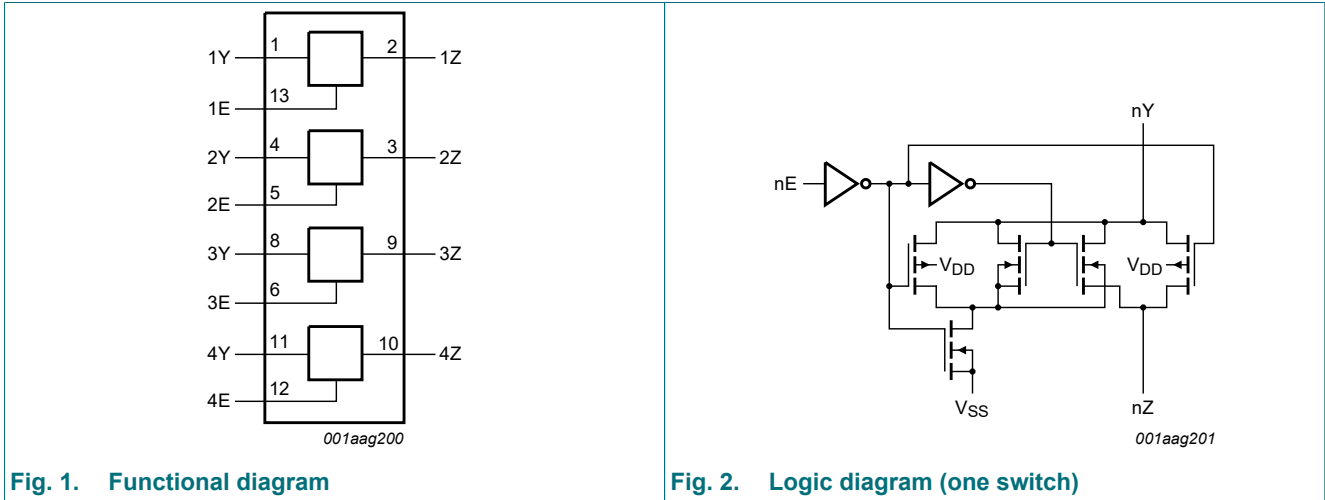 1Y
1
2
1Z
13
1E
2Y
4
3
2Z
5
2E
3Y
8
9
3Z
6
3E
4Y
11
10
4Z
12
4E
001aag200
Fig. 1. Functional diagram
nY
nE
VDD
VDD
VSS
nZ
001aag201
Fig. 2. Logic diagram (one switch)